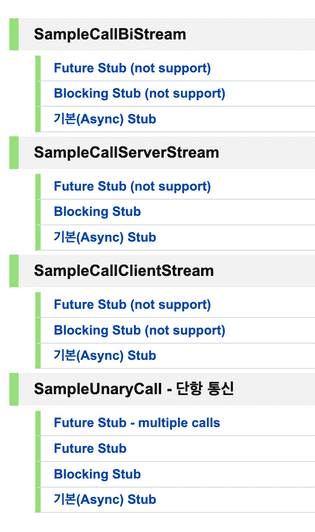 SampleCallBiStream
Future Stub (not support)
Blocking Stub (not support)
기본(Async) Stub
SampleCallServerStream
Future Stub (not support)
Blocking Stub
기본(Async) Stub
SampleCallClientStream
Future Stub (not support)
Blocking Stub (not support)
기본(Async) Stub
SampleUnaryCall - 단항 통신
Future Stub - multiple calls
Future Stub
Blocking Stub
기본(Async) Stub